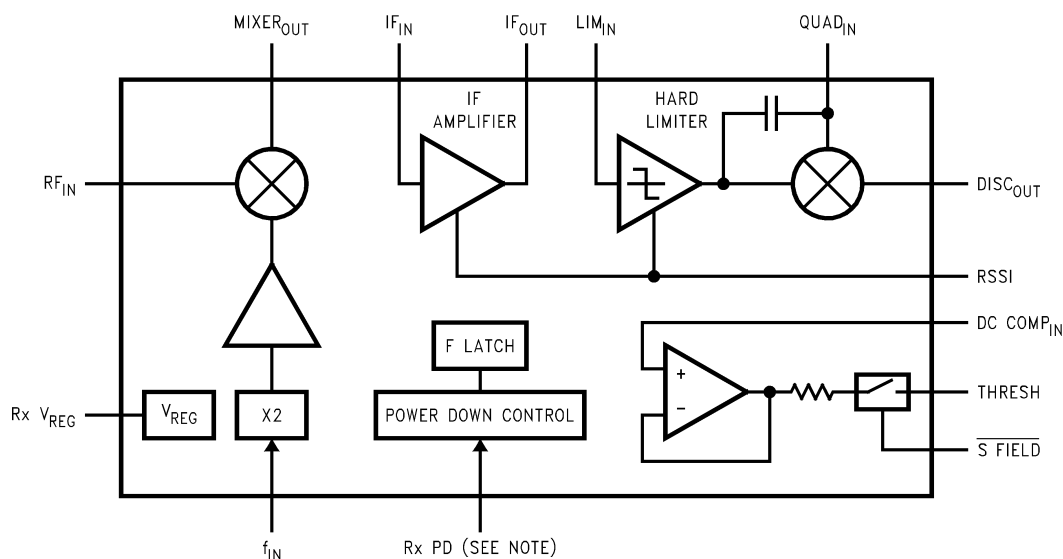 MIXER_OUT IF_IN IF_OUT LIM_IN QUAD_IN
IF
AMPLIFIER
HARD
LIMITER
RF_IN
DISC_OUT
RSSI
DC COMP_IN
F LATCH
+
−
THRESH
Rx V_REG
V_REG
X2
POWER DOWN CONTROL
S FIELD
f_IN
Rx PD (SEE NOTE)